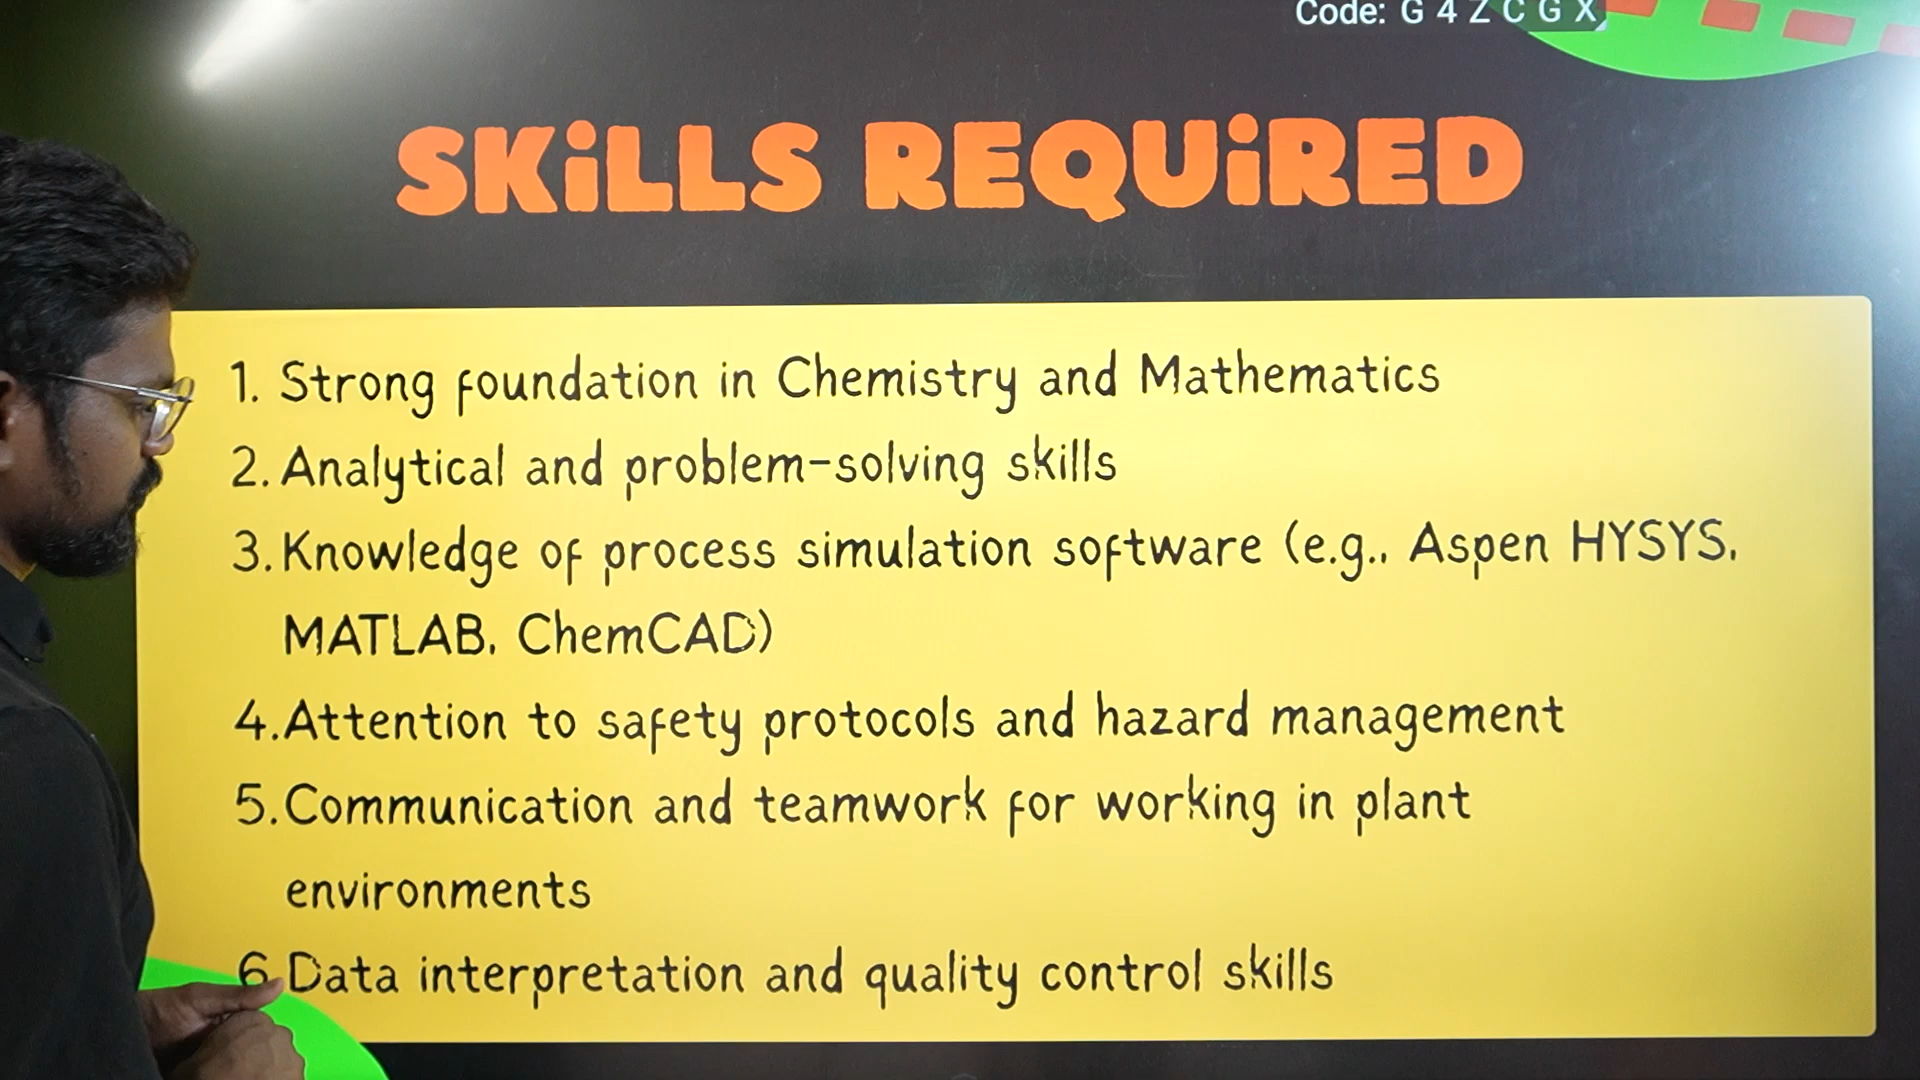 Code: G 4 Z C G X
SKiLLS REQUiRED
1. Strong foundation in Chemistry and Mathematics
2. Analytical and problem-solving skills
3. Knowledge of process simulation software (e.g., Aspen HYSYS,
MATLAB, ChemCAD)
4. Attention to safety protocols and hazard management
5. Communication and teamwork for working in plant
environments
6. Data interpretation and quality control skills